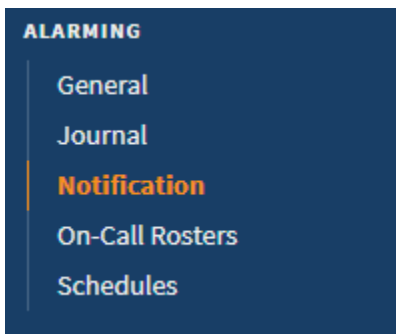 ALARMING
General
Journal
Notification
On-Call Rosters
Schedules